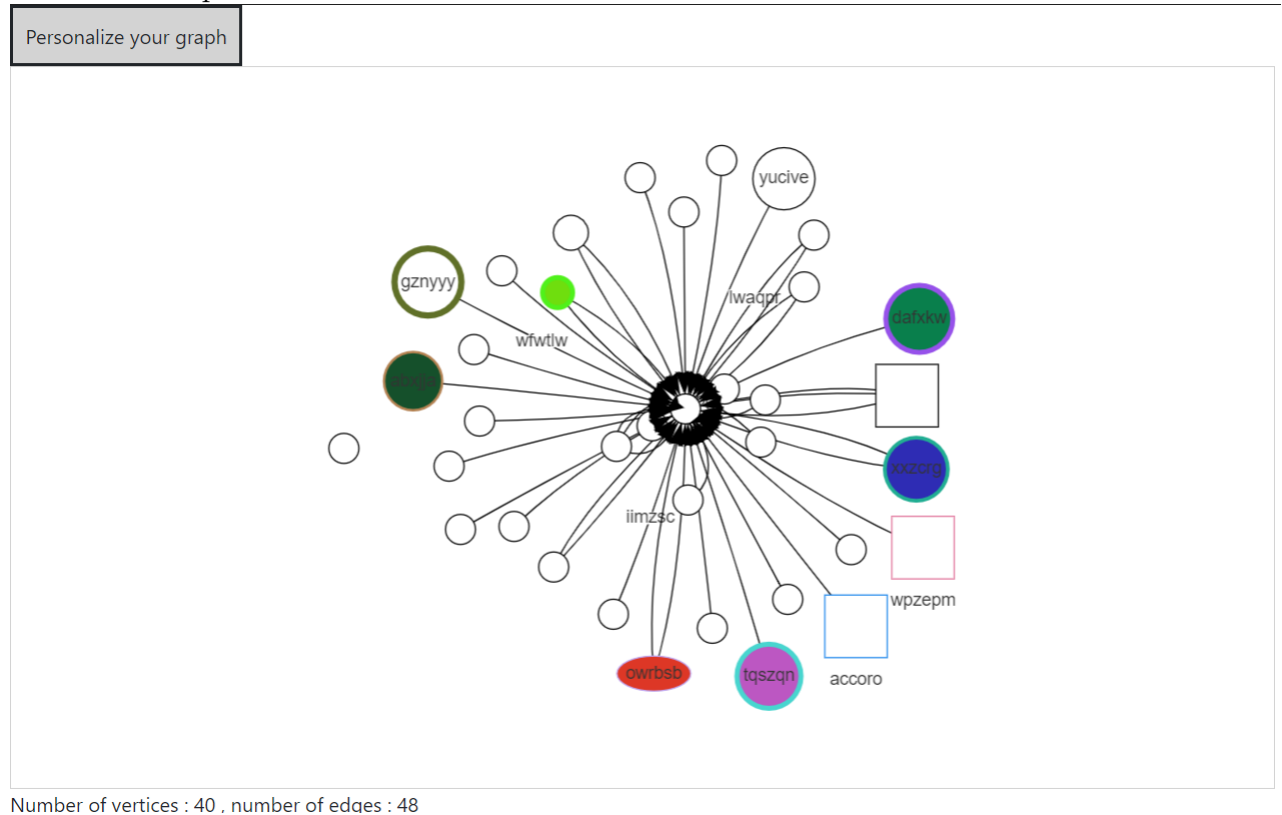 Personalize your graph
yucive
gznyyy
lwaqpr
dafxkw
wfwtlw
xxzcrg
iimzsc
wpzepm
owrbsb
tqszqn
accoro
Number of vertices : 40 , number of edges : 48